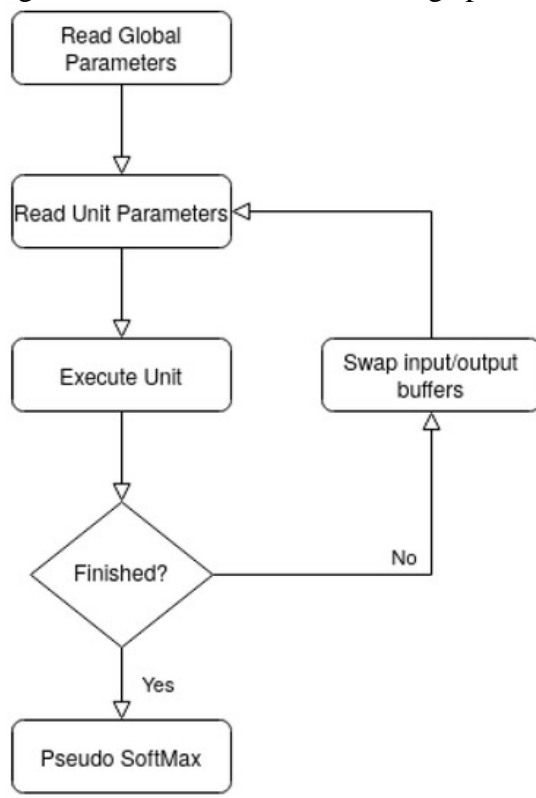 Read Global
Parameters
Read Unit Parameters
Execute Unit
Swap input/output
buffers
Finished?
No
Yes
Pseudo SoftMax